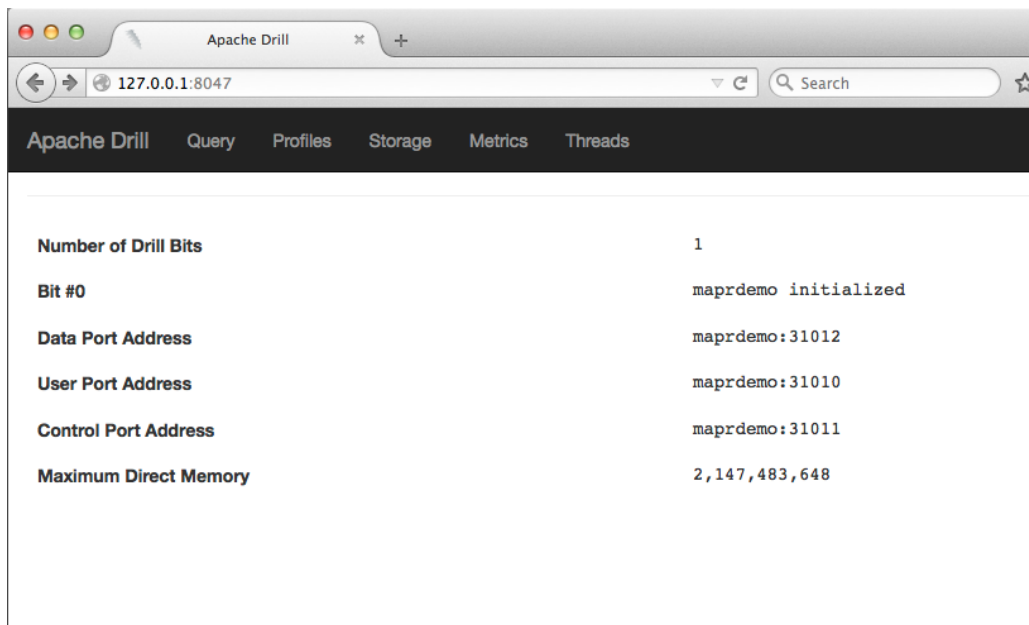 Apache Drill
127.0.0.1:8047 Search
Apache Drill Query Profiles Storage Metrics Threads
Number of Drill Bits 1
Bit #0 maprdemo initialized
Data Port Address maprdemo:31012
User Port Address maprdemo:31010
Control Port Address maprdemo:31011
Maximum Direct Memory 2,147,483,648